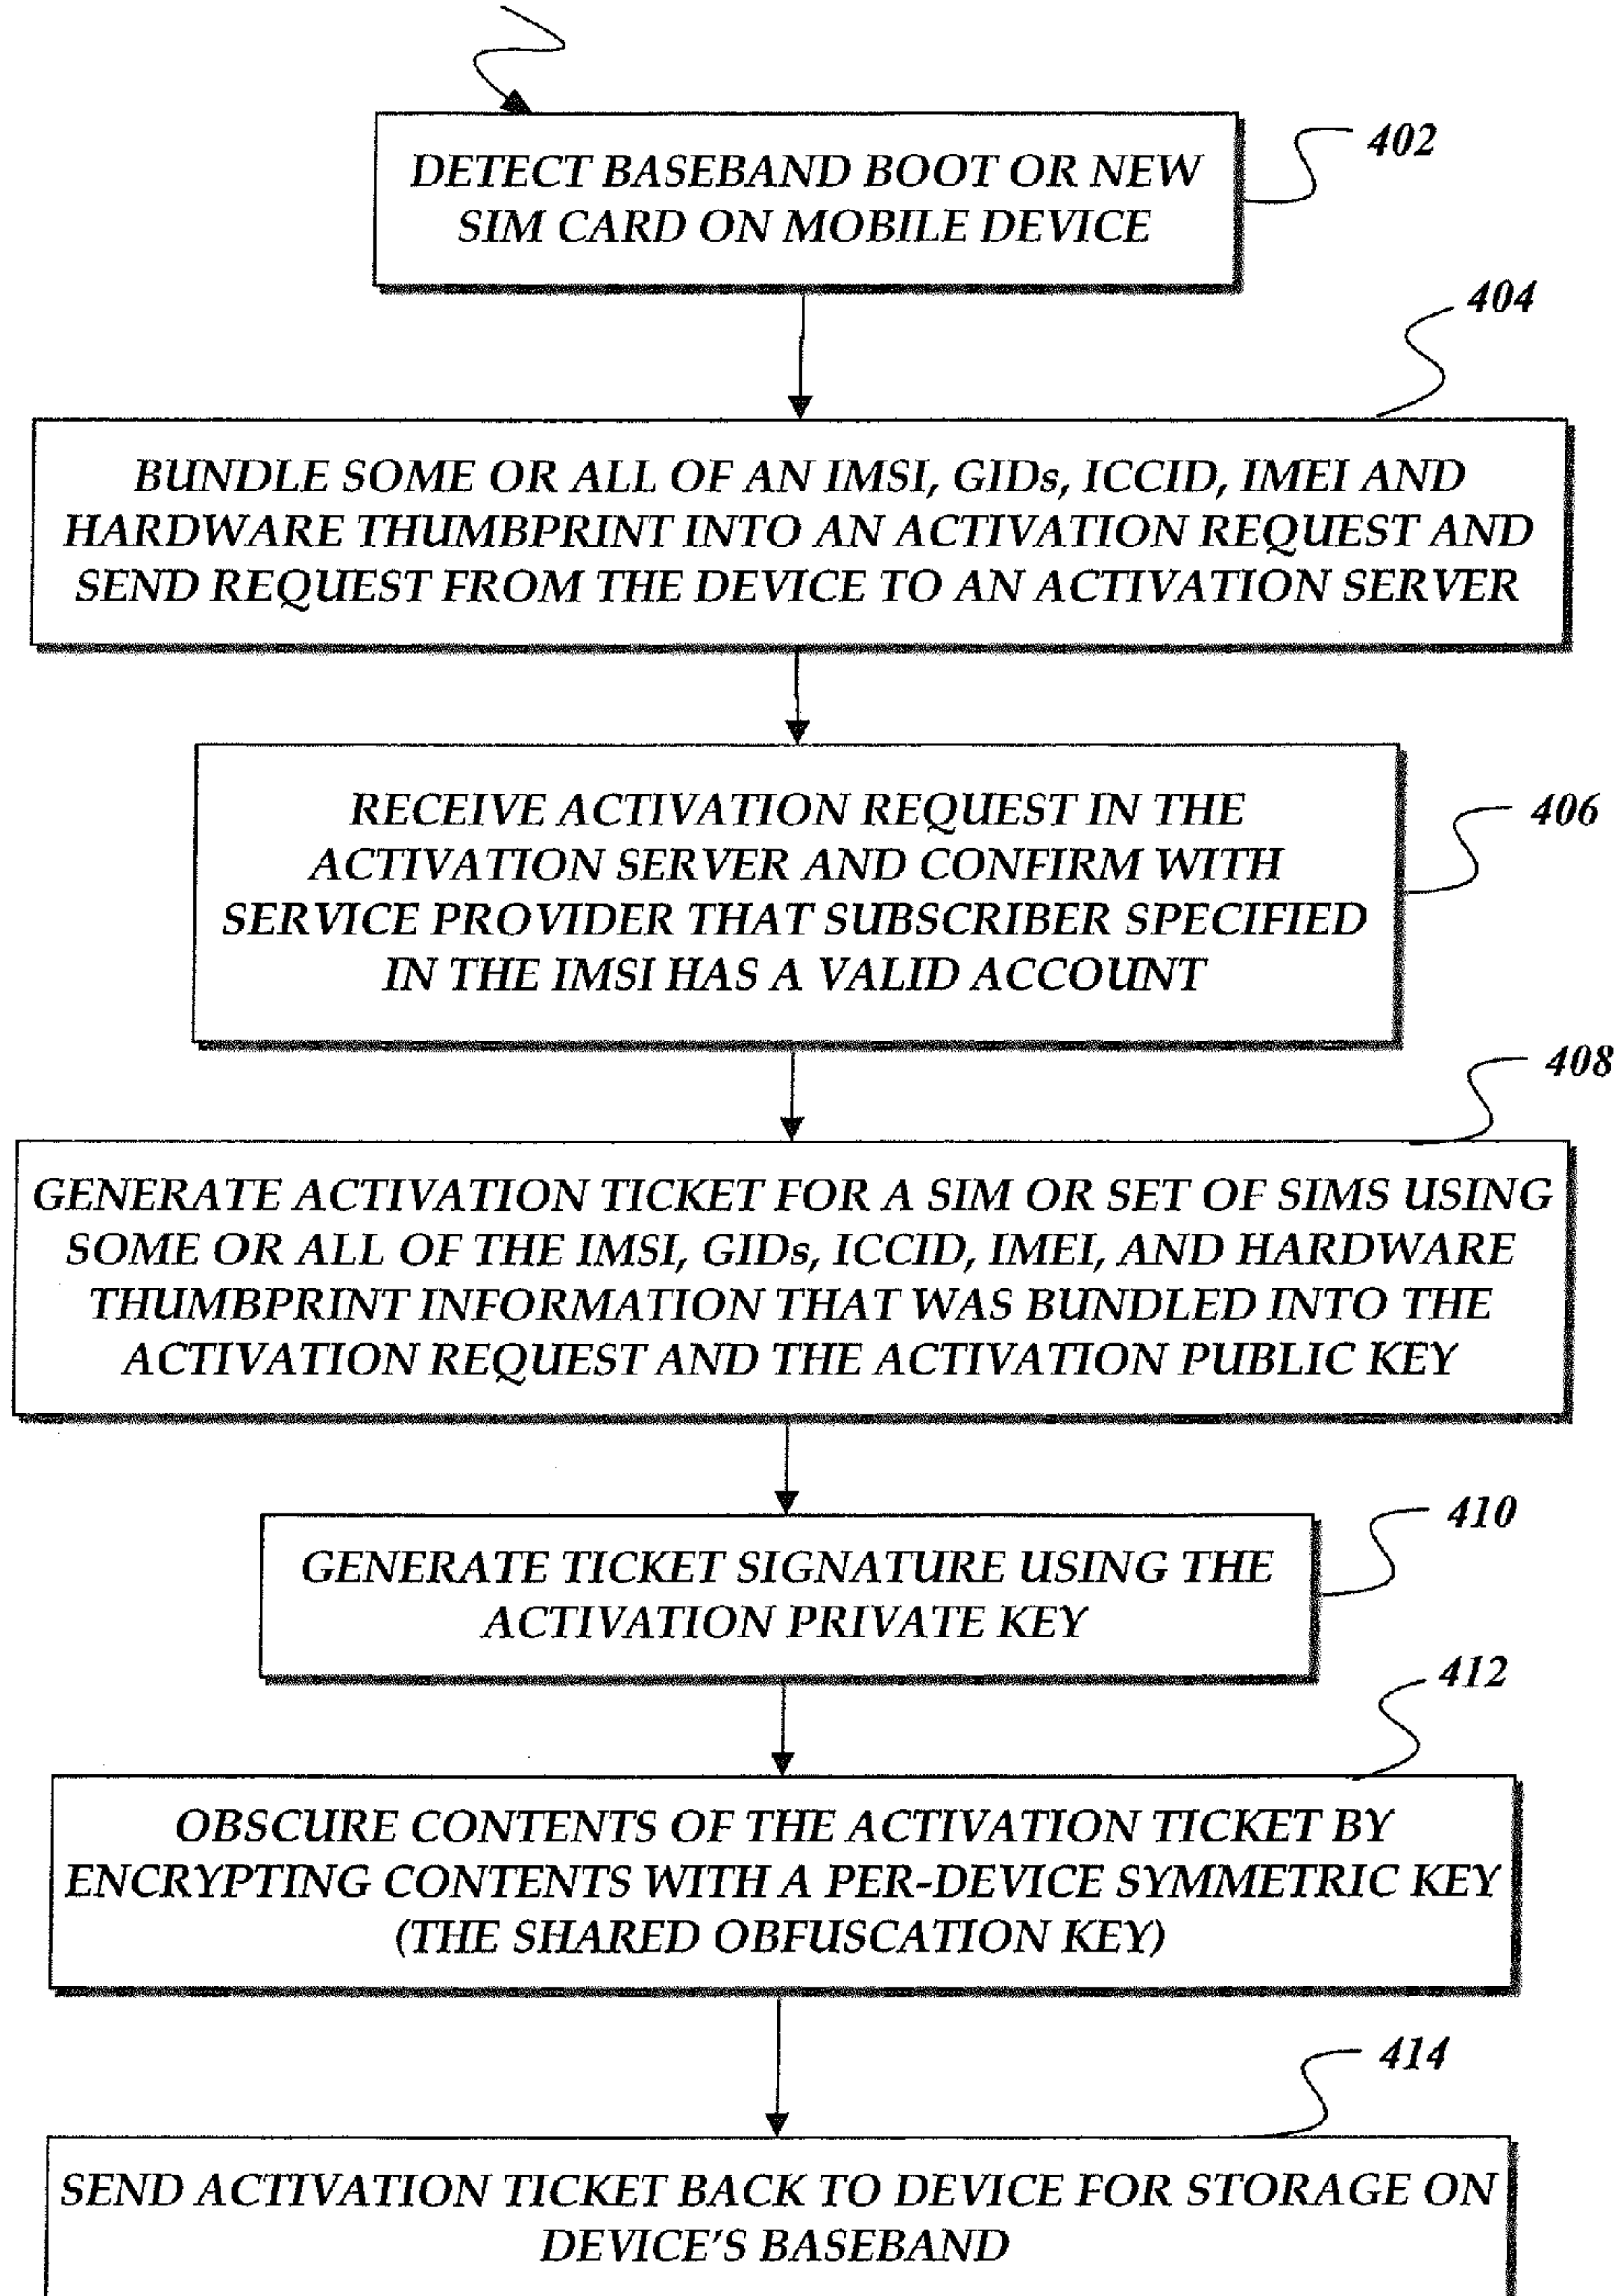 DETECT BASEBAND BOOT OR NEW
SIM CARD ON MOBILE DEVICE
402
404
BUNDLE SOME OR ALL OF AN IMSI, GIDs, ICCID, IMEI AND
HARDWARE THUMBPRINT INTO AN ACTIVATION REQUEST AND
SEND REQUEST FROM THE DEVICE TO AN ACTIVATION SERVER
RECEIVE ACTIVATION REQUEST IN THE
ACTIVATION SERVER AND CONFIRM WITH
SERVICE PROVIDER THAT SUBSCRIBER SPECIFIED
IN THE IMSI HAS A VALID ACCOUNT
406
408
GENERATE ACTIVATION TICKET FOR A SIM OR SET OF SIMS USING
SOME OR ALL OF THE IMSI, GIDs, ICCID, IMEI, AND HARDWARE
THUMBPRINT INFORMATION THAT WAS BUNDLED INTO THE
ACTIVATION REQUEST AND THE ACTIVATION PUBLIC KEY
410
GENERATE TICKET SIGNATURE USING THE
ACTIVATION PRIVATE KEY
412
OBSCURE CONTENTS OF THE ACTIVATION TICKET BY
ENCRYPTING CONTENTS WITH A PER-DEVICE SYMMETRIC KEY
(THE SHARED OBFUSCATION KEY)
414
SEND ACTIVATION TICKET BACK TO DEVICE FOR STORAGE ON
DEVICE'S BASEBAND